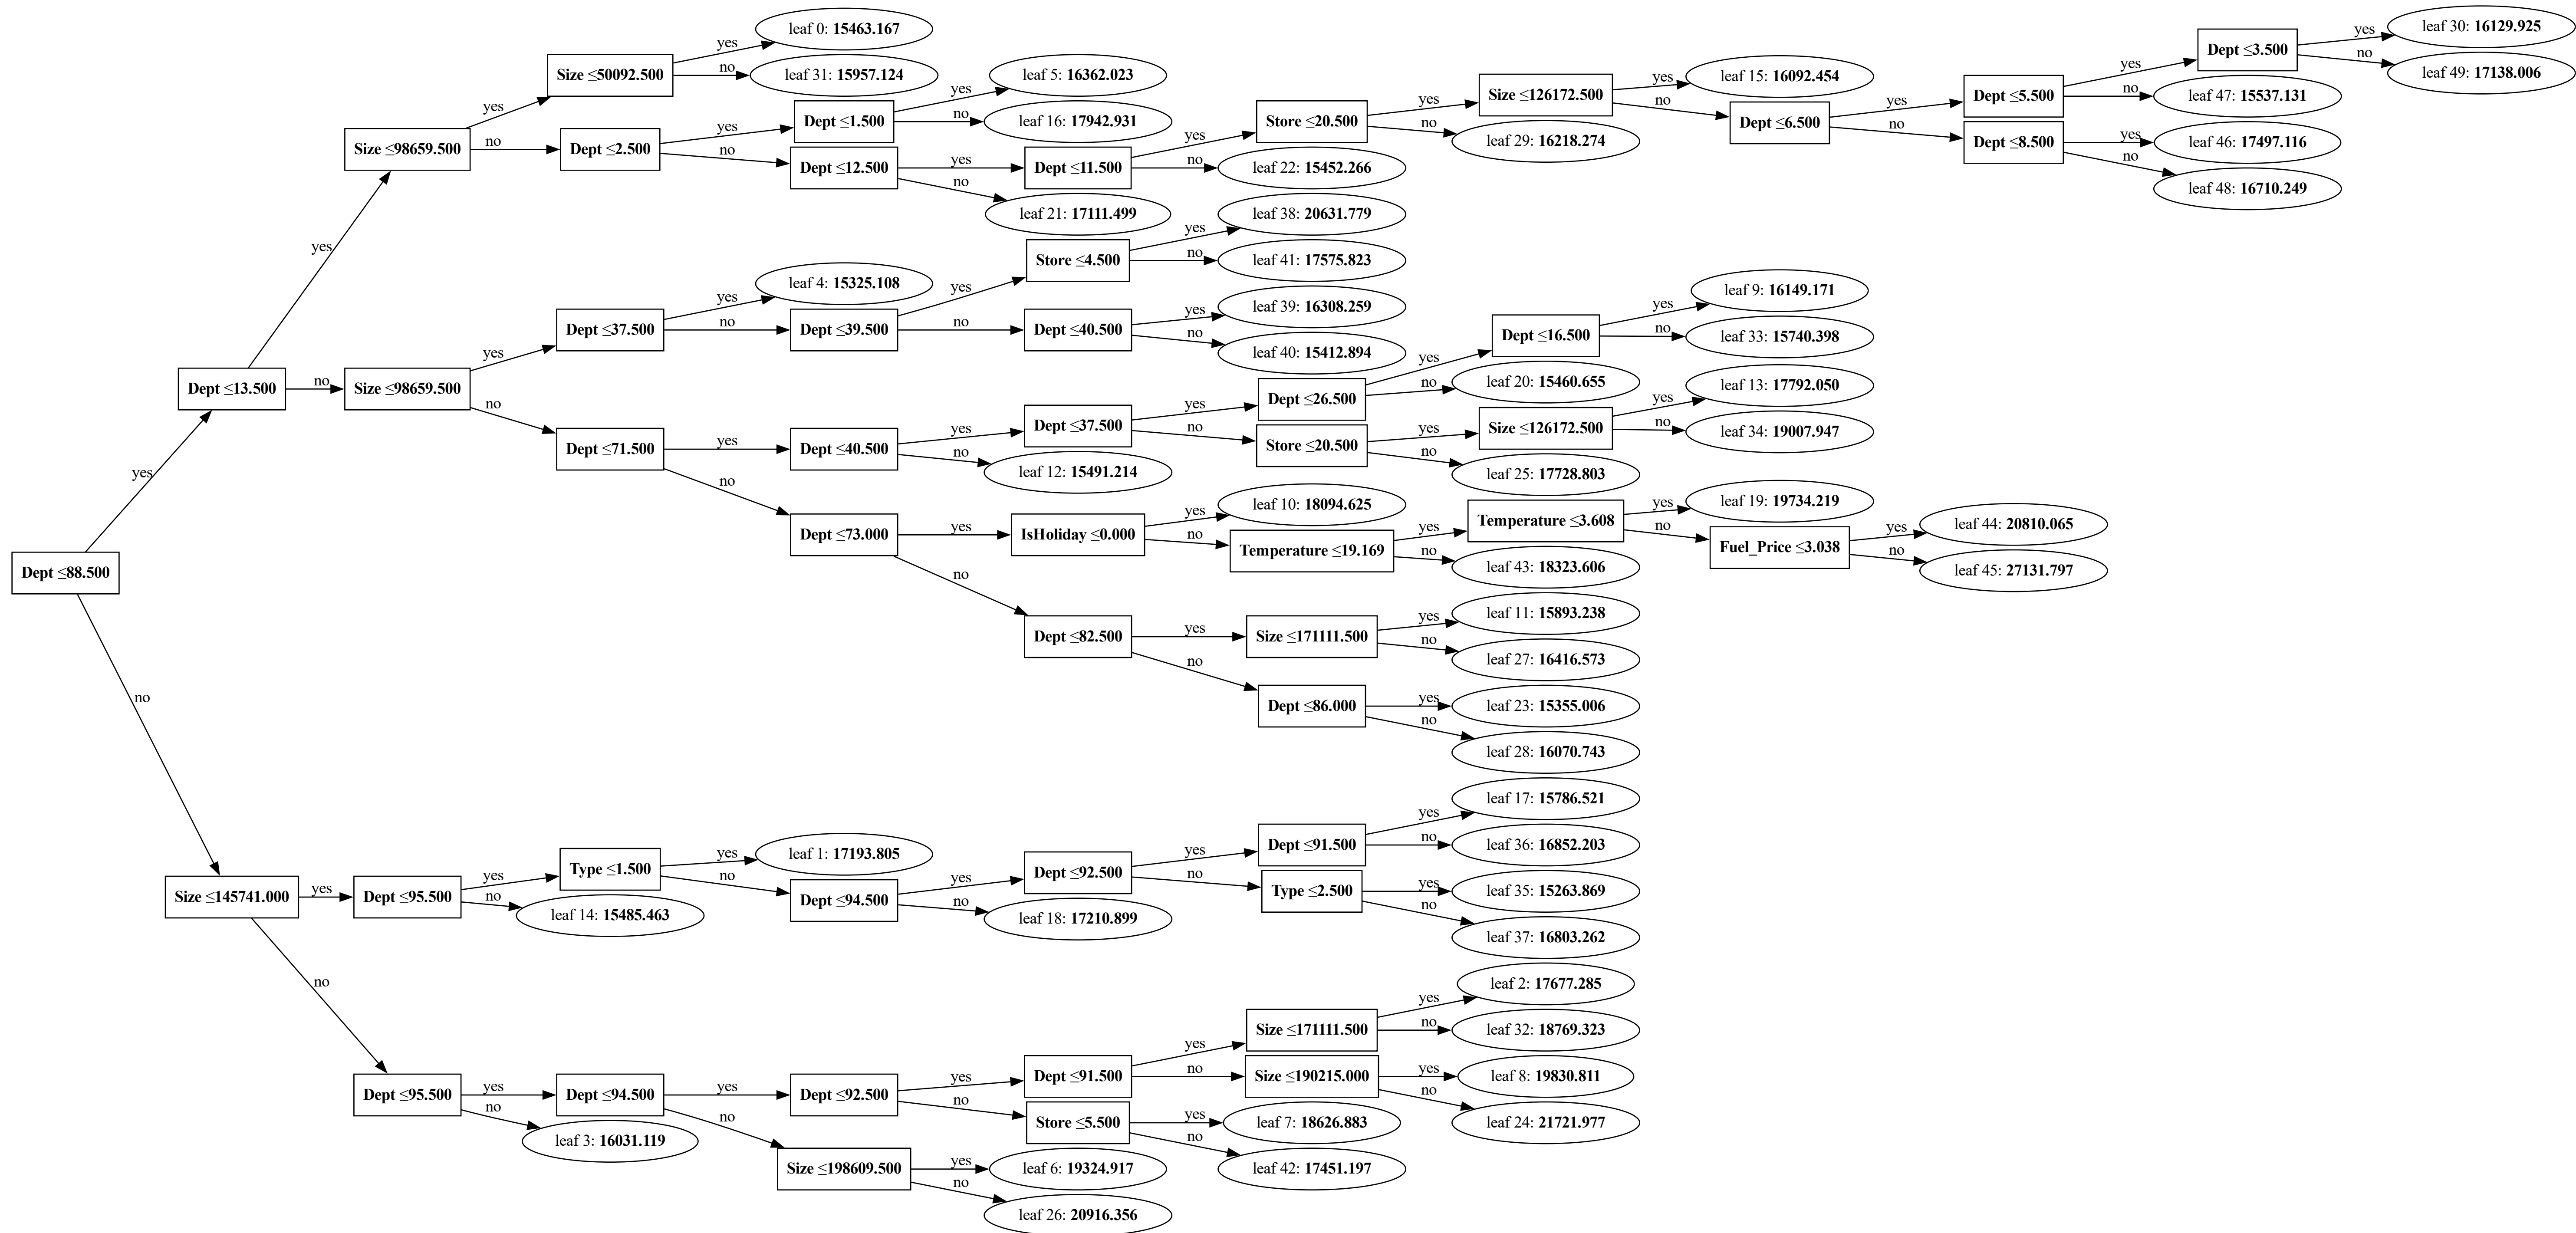 leaf 30: 16129.925
Dept ≤3.500
yes
no
leaf 49: 17138.006
leaf 0: 15463.167
Size ≤50092.500
yes
no
leaf 31: 15957.124
leaf 5: 16362.023
Dept ≤1.500
yes
no
leaf 16: 17942.931
Size ≤126172.500
yes
no
leaf 15: 16092.454
Dept ≤5.500
yes
no
leaf 47: 15537.131
Dept ≤6.500
yes
no
Store ≤20.500
yes
no
leaf 29: 16218.274
Dept ≤8.500
yes
no
leaf 46: 17497.116
leaf 48: 16710.249
Size ≤98659.500
yes
no
Dept ≤2.500
yes
no
Dept ≤12.500
yes
no
Dept ≤11.500
yes
no
leaf 22: 15452.266
leaf 21: 17111.499
leaf 38: 20631.779
Store ≤4.500
yes
no
leaf 41: 17575.823
yes
leaf 4: 15325.108
Dept ≤37.500
yes
no
Dept ≤39.500
yes
no
Dept ≤40.500
yes
no
leaf 39: 16308.259
leaf 40: 15412.894
leaf 9: 16149.171
Dept ≤16.500
yes
no
leaf 33: 15740.398
Dept ≤13.500
no
Size ≤98659.500
yes
no
Dept ≤26.500
yes
no
leaf 20: 15460.655
leaf 13: 17792.050
Size ≤126172.500
yes
no
leaf 34: 19007.947
Dept ≤71.500
yes
no
Dept ≤40.500
yes
no
Dept ≤37.500
yes
no
Store ≤20.500
yes
no
leaf 12: 15491.214
leaf 25: 17728.803
yes
leaf 10: 18094.625
Dept ≤73.000
yes
no
IsHoliday ≤0.000
yes
no
Temperature ≤19.169
yes
no
Temperature ≤3.608
yes
no
leaf 19: 19734.219
Fuel_Price ≤3.038
yes
no
leaf 44: 20810.065
leaf 45: 27131.797
leaf 43: 18323.606
Dept ≤88.500
Dept ≤82.500
yes
no
Size ≤171111.500
yes
no
leaf 11: 15893.238
leaf 27: 16416.573
no
Dept ≤86.000
yes
no
leaf 23: 15355.006
leaf 28: 16070.743
leaf 17: 15786.521
Dept ≤91.500
yes
no
leaf 36: 16852.203
Type ≤1.500
yes
no
leaf 1: 17193.805
Size ≤145741.000
yes
no
Dept ≤95.500
yes
no
leaf 14: 15485.463
Dept ≤94.500
yes
no
Dept ≤92.500
yes
no
Type ≤2.500
yes
no
leaf 35: 15263.869
leaf 18: 17210.899
leaf 37: 16803.262
leaf 2: 17677.285
Size ≤171111.500
yes
no
leaf 32: 18769.323
Dept ≤95.500
yes
no
Dept ≤94.500
yes
no
Dept ≤92.500
yes
no
Dept ≤91.500
yes
no
Size ≤190215.000
yes
no
leaf 8: 19830.811
leaf 24: 21721.977
Store ≤5.500
yes
no
leaf 7: 18626.883
leaf 3: 16031.119
leaf 42: 17451.197
Size ≤198609.500
yes
no
leaf 6: 19324.917
leaf 26: 20916.356